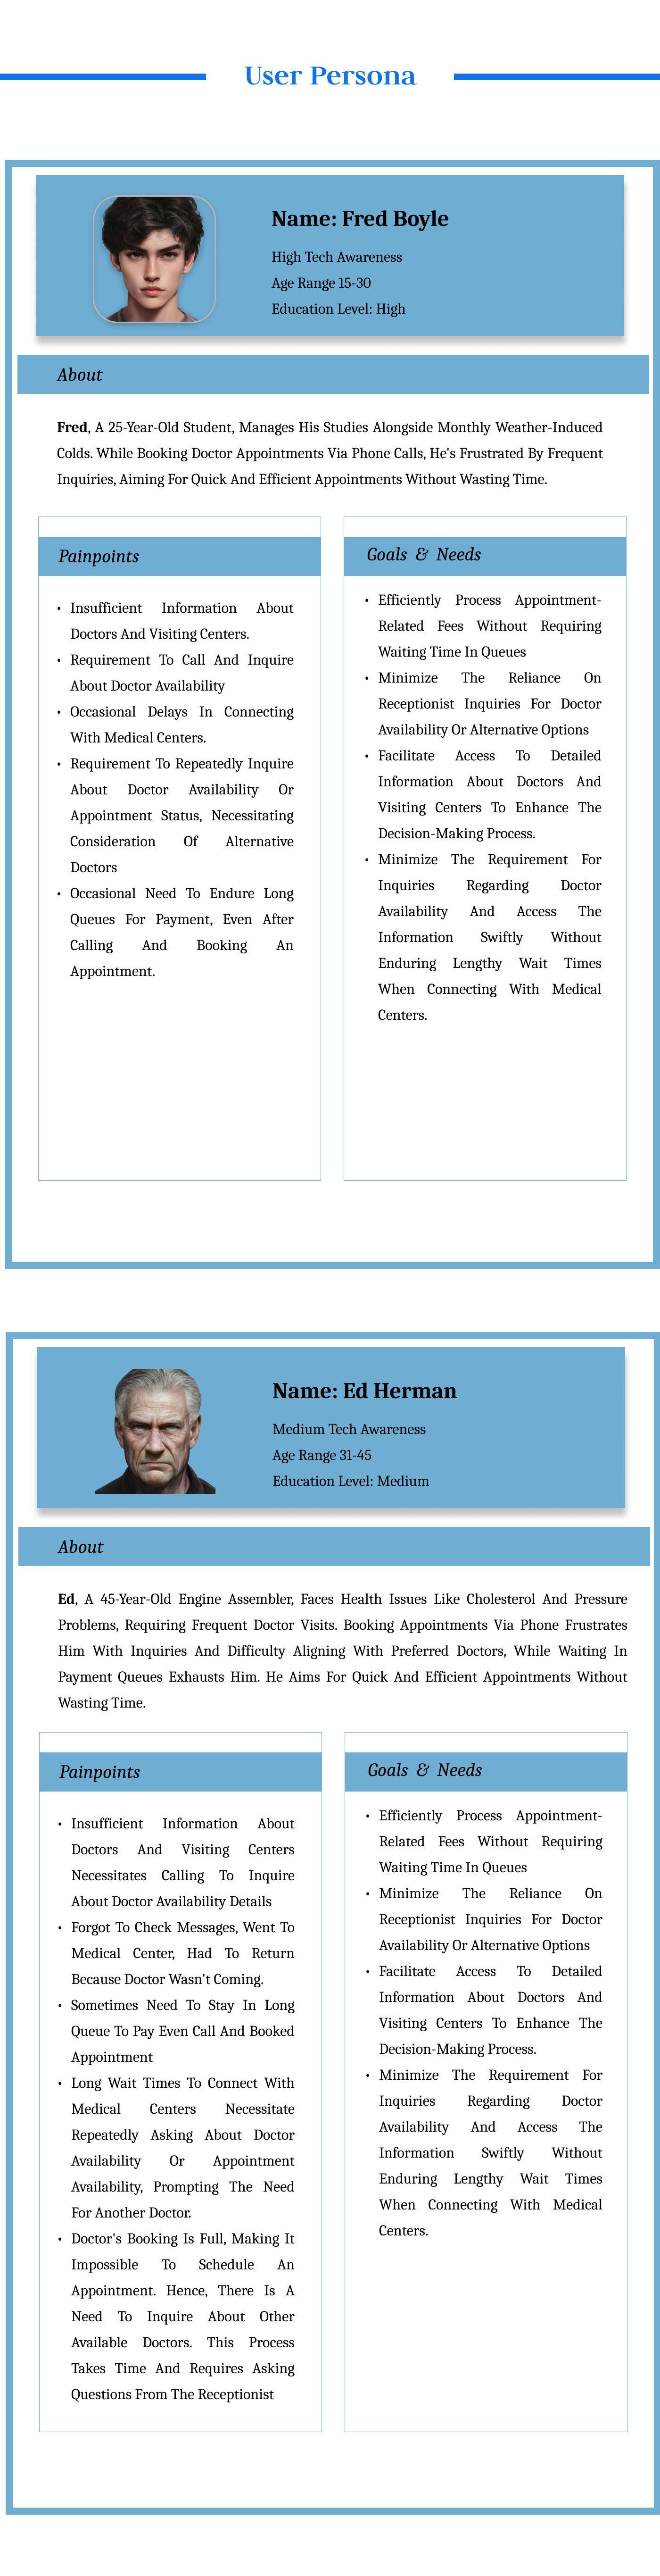 User Persona
Name: Fred Boyle
High Tech Awareness
Age Range 15-30
Education Level: High
About
Fred, A 25-Year-Old Student, Manages His Studies Alongside Monthly Weather-Induced
Colds. While Booking Doctor Appointments Via Phone Calls, He's Frustrated By Frequent
Inquiries, Aiming For Quick And Efficient Appointments Without Wasting Time.
Painpoints
• Insufficient Information About
Doctors And Visiting Centers.
• Requirement To Call And Inquire
About Doctor Availability
• Occasional Delays In Connecting
With Medical Centers.
• Requirement To Repeatedly Inquire
About Doctor Availability Or
Appointment Status, Necessitating
Consideration Of Alternative
Doctors
• Occasional Need To Endure Long
Queues For Payment, Even After
Calling And Booking An
Appointment.
Goals & Needs
• Efficiently Process Appointment-
Related Fees Without Requiring
Waiting Time In Queues
• Minimize The Reliance On
Receptionist Inquiries For Doctor
Availability Or Alternative Options
• Facilitate Access To Detailed
Information About Doctors And
Visiting Centers To Enhance The
Decision-Making Process.
• Minimize The Requirement For
Inquiries Regarding Doctor
Availability And Access The
Information Swiftly Without
Enduring Lengthy Wait Times
When Connecting With Medical
Centers.
Name: Ed Herman
Medium Tech Awareness
Age Range 31-45
Education Level: Medium
About
Ed, A 45-Year-Old Engine Assembler, Faces Health Issues Like Cholesterol And Pressure
Problems, Requiring Frequent Doctor Visits. Booking Appointments Via Phone Frustrates
Him With Inquiries And Difficulty Aligning With Preferred Doctors, While Waiting In
Payment Queues Exhausts Him. He Aims For Quick And Efficient Appointments Without
Wasting Time.
Painpoints
• Insufficient Information About
Doctors And Visiting Centers
Necessitates Calling To Inquire
About Doctor Availability Details
• Forgot To Check Messages, Went To
Medical Center, Had To Return
Because Doctor Wasn't Coming.
• Sometimes Need To Stay In Long
Queue To Pay Even Call And Booked
Appointment
• Long Wait Times To Connect With
Medical Centers Necessitate
Repeatedly Asking About Doctor
Availability Or Appointment
Availability, Prompting The Need
For Another Doctor.
• Doctor's Booking Is Full, Making It
Impossible To Schedule An
Appointment. Hence, There Is A
Need To Inquire About Other
Available Doctors. This Process
Takes Time And Requires Asking
Questions From The Receptionist
Goals & Needs
• Efficiently Process Appointment-
Related Fees Without Requiring
Waiting Time In Queues
• Minimize The Reliance On
Receptionist Inquiries For Doctor
Availability Or Alternative Options
• Facilitate Access To Detailed
Information About Doctors And
Visiting Centers To Enhance The
Decision-Making Process.
• Minimize The Requirement For
Inquiries Regarding Doctor
Availability And Access The
Information Swiftly Without
Enduring Lengthy Wait Times
When Connecting With Medical
Centers.